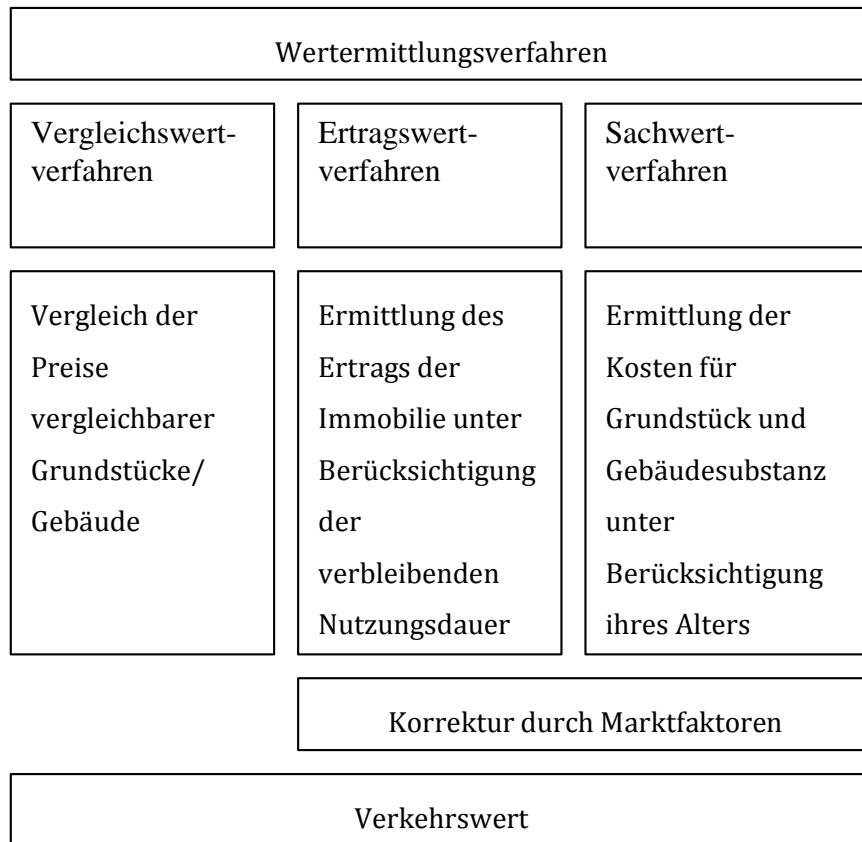 Wertermittlungsverfahren
Vergleichswert-
verfahren
Ertragswert-
verfahren
Sachwert-
verfahren
Vergleich der
Preise
vergleichbarer
Grundstücke/
Gebäude
Ermittlung des
Ertrags der
Immobilie unter
Berücksichtigung
der
verbleibenden
Nutzungsdauer
Ermittlung der
Kosten für
Grundstück und
Gebäudesubstanz
unter
Berücksichtigung
ihres Alters
Korrektur durch Marktfaktoren
Verkehrswert